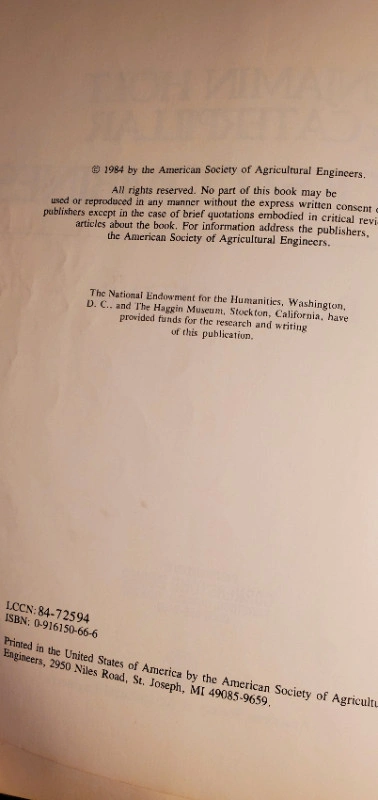 © 1984 by the American Society of Agricultural Engineers.
All rights reserved. No part of this book may be
used or reproduced in any manner without the express written consent
publishers except in the case of brief quotations embodied in critical
articles about the book. For information address the publishers,
the American Society of Agricultural Engineers.
The National Endowment for the Humanities, Washington,
D. C., and The Haggin Museum, Stockton, California, have
provided funds for the research and writing
of this publication.
LCCN: 84-72594
ISBN: 0-916150-66-6
Printed in the United States of America by the American Society of
Engineers, 2950 Niles Road, St. Joseph, MI 49085-9659.